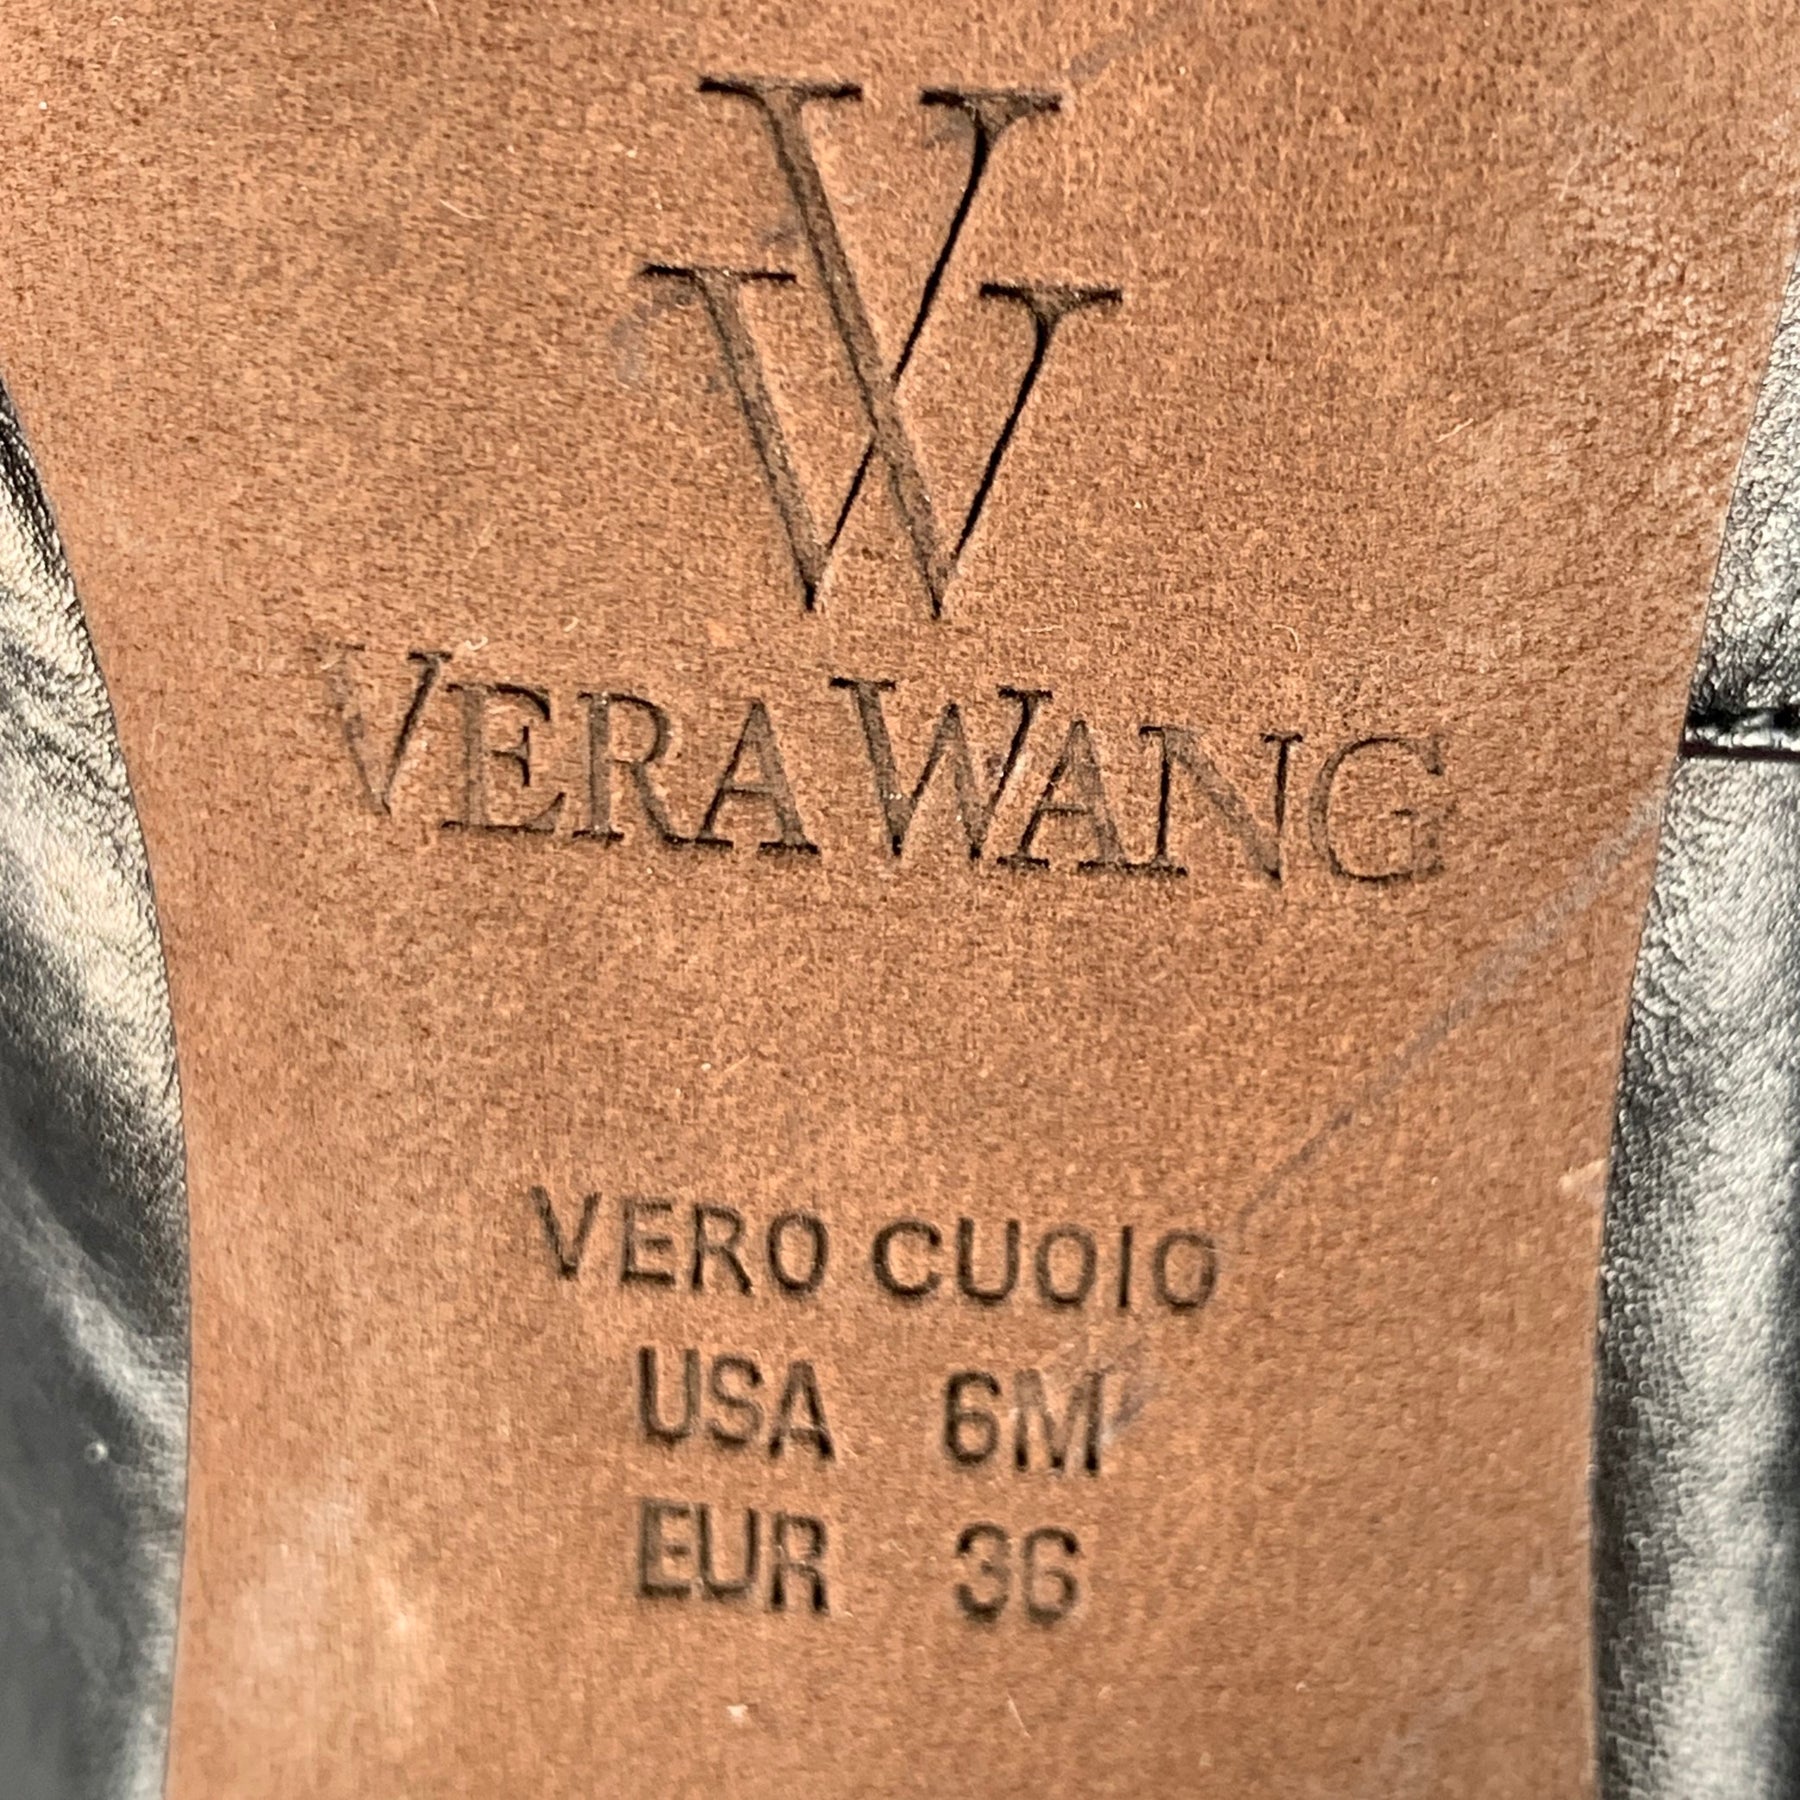 VW
VERA WANG
VERO CUOIO
USA 6M
EUR 36